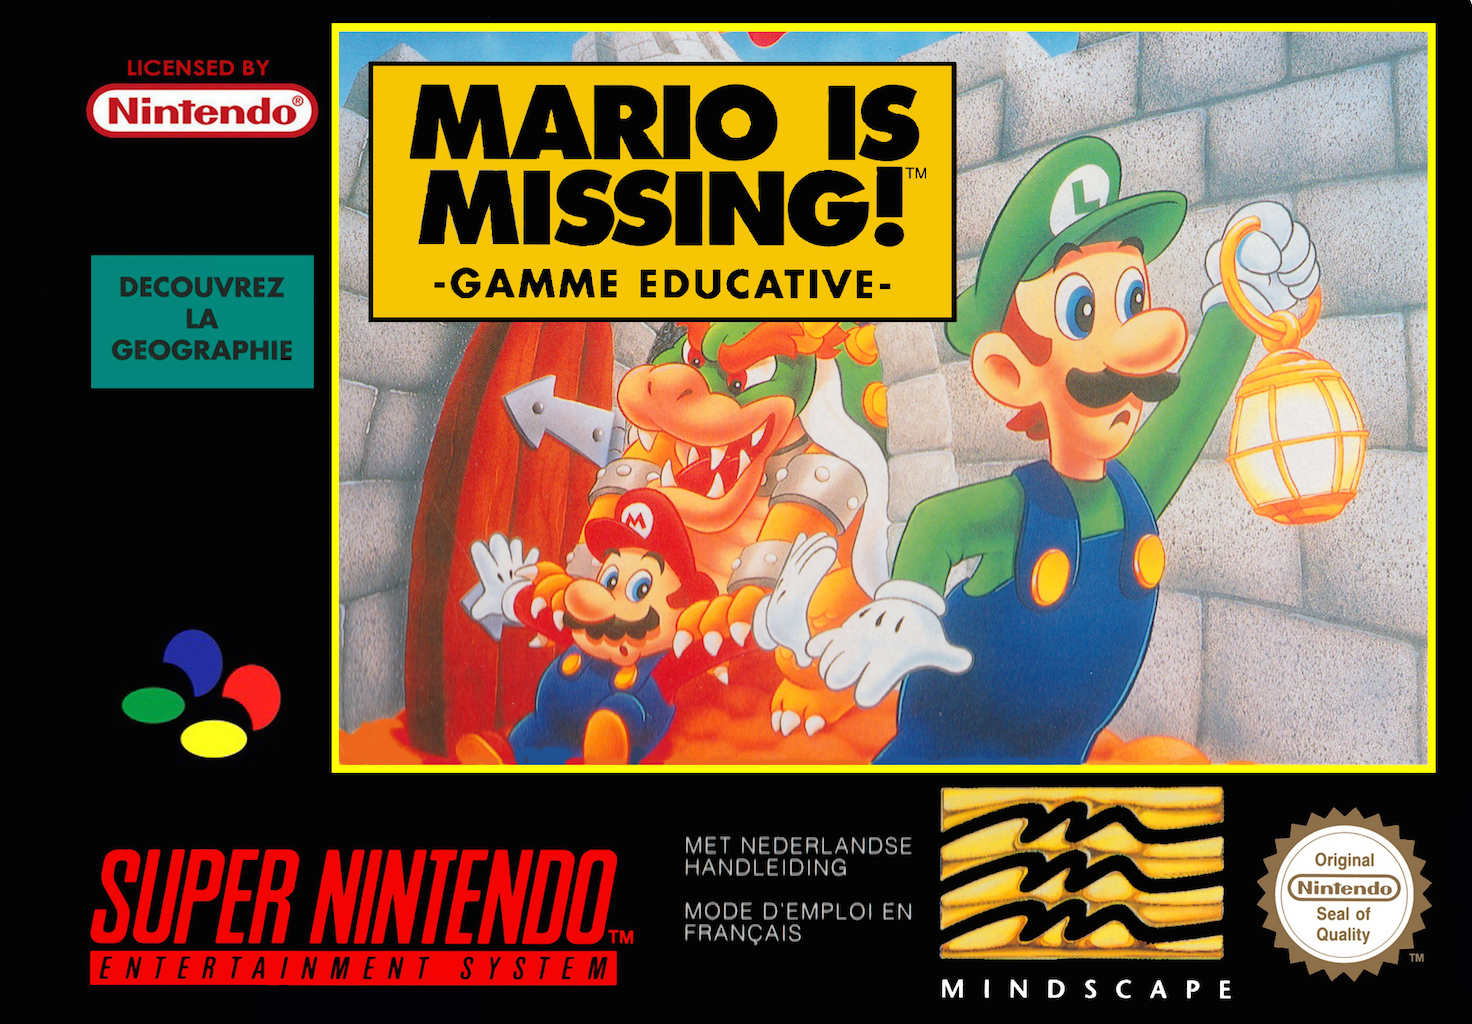 LICENSED BY
Nintendo®
MARIO IS
MISSING!™
-GAMME EDUCATIVE-
DECOUVREZ
LA
GEOGRAPHIE
L
M
SUPER NINTENDO™
ENTERTAINMENT SYSTEM
MET NEDERLANDSE
HANDLEIDING
MODE D'EMPLOI EN
FRANÇAIS
MINDSCAPE
Original
Nintendo
Seal of
Quality
™